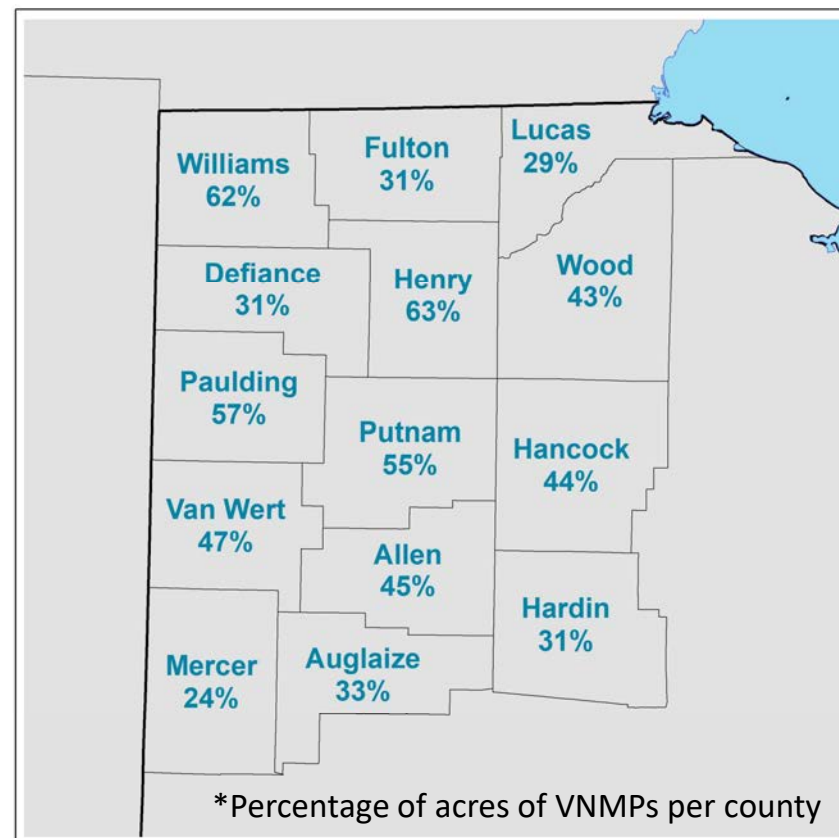 Williams
62%
Fulton
31%
Lucas
29%
Defiance
31%
Henry
63%
Wood
43%
Paulding
57%
Putnam
55%
Hancock
44%
Van Wert
47%
Allen
45%
Hardin
31%
Mercer
24%
Auglaize
33%
*Percentage of acres of VNMPs per county